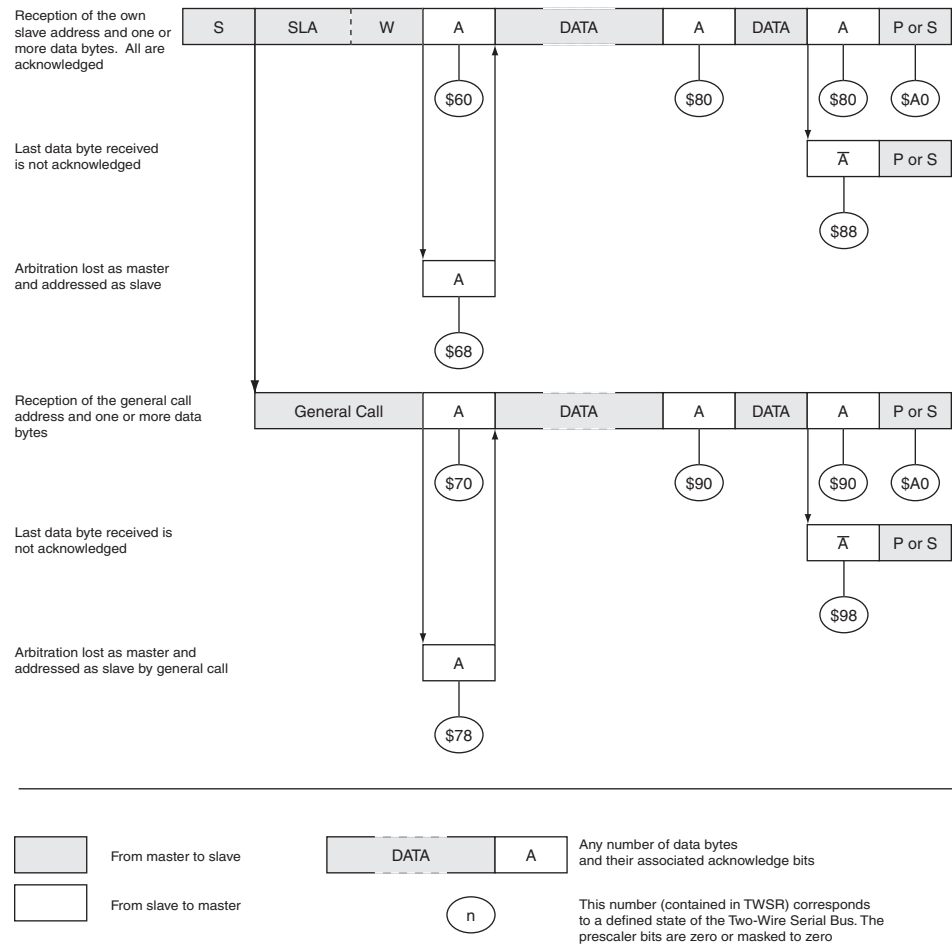 Reception of the own
slave address and one or
more data bytes. All are
acknowledged
S SLA W A DATA A DATA A P or S
$60 $80 $80 $A0
Last data byte received
is not acknowledged
A̅ P or S
$88
Arbitration lost as master
and addressed as slave
A
$68
Reception of the general call
address and one or more data
bytes
General Call A DATA A DATA A P or S
$70 $90 $90 $A0
Last data byte received is
not acknowledged
A̅ P or S
$98
Arbitration lost as master and
addressed as slave by general call
A
$78
From master to slave
DATA A
Any number of data bytes
and their associated acknowledge bits
From slave to master
n
This number (contained in TWSR) corresponds
to a defined state of the Two-Wire Serial Bus. The
prescaler bits are zero or masked to zero